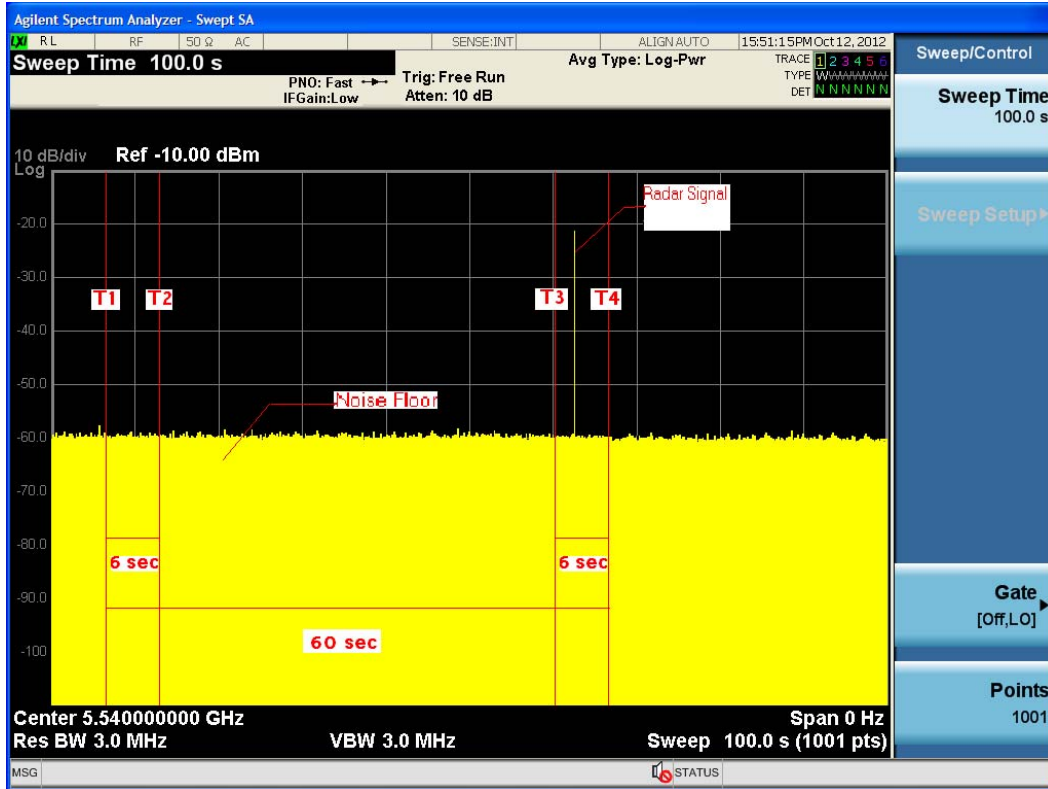 Agilent Spectrum Analyzer - Swept SA
LXI RL RF 50 Ω AC SENSE:INT ALIGN AUTO 15:51:15PM Oct 12, 2012
Sweep Time 100.0 s
PNO: Fast
IFGain:Low
Trig: Free Run
Atten: 10 dB
Avg Type: Log-Pwr
TRACE 1 2 3 4 5 6
TYPE WWWWWW
DET N N N N N N
Sweep/Control
Sweep Time
100.0 s
Sweep Setup
Gate
[Off,LO]
Points
1001
10 dB/div
Log
Ref -10.00 dBm
Radar Signal
-20.0
-30.0
T1 T2 T3 T4
-40.0
-50.0
Noise Floor
-60.0
-70.0
-80.0
6 sec 6 sec
-90.0
60 sec
-100
Center 5.540000000 GHz Span 0 Hz
Res BW 3.0 MHz VBW 3.0 MHz Sweep 100.0 s (1001 pts)
MSG STATUS